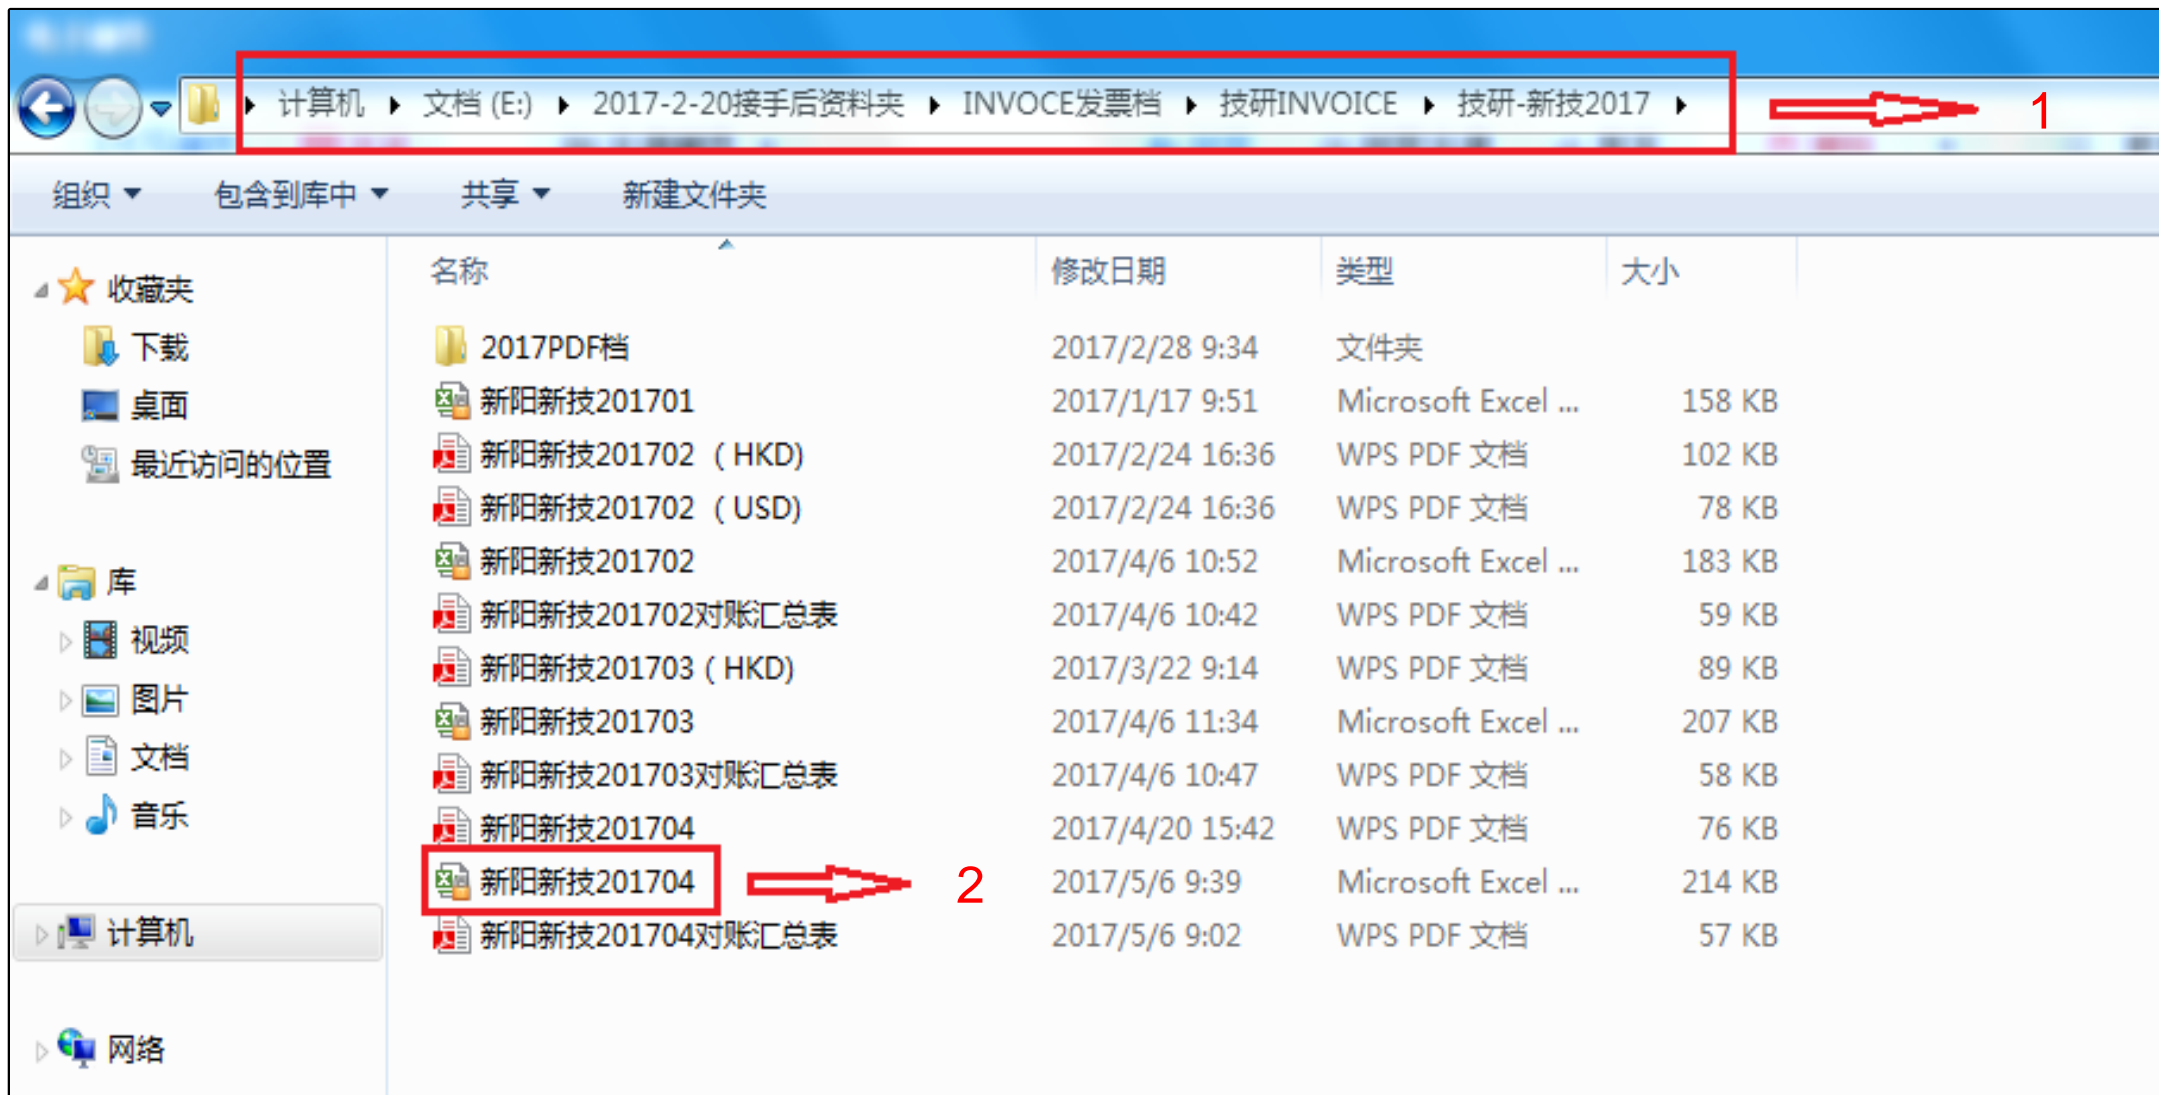 计算机 文档 (E:) 2017-2-20接手后资料夹 INVOCE发票档 技研INVOICE 技研-新技2017 1
组织 包含到库中 共享 新建文件夹
名称 修改日期 类型 大小
收藏夹
下载
桌面
最近访问的位置
库
视频
图片
文档
音乐
计算机
网络
2017PDF档 2017/2/28 9:34 文件夹
新阳新技201701 2017/1/17 9:51 Microsoft Excel ... 158 KB
新阳新技201702 （HKD) 2017/2/24 16:36 WPS PDF 文档 102 KB
新阳新技201702 （USD) 2017/2/24 16:36 WPS PDF 文档 78 KB
新阳新技201702 2017/4/6 10:52 Microsoft Excel ... 183 KB
新阳新技201702对账汇总表 2017/4/6 10:42 WPS PDF 文档 59 KB
新阳新技201703（HKD) 2017/3/22 9:14 WPS PDF 文档 89 KB
新阳新技201703 2017/4/6 11:34 Microsoft Excel ... 207 KB
新阳新技201703对账汇总表 2017/4/6 10:47 WPS PDF 文档 58 KB
新阳新技201704 2017/4/20 15:42 WPS PDF 文档 76 KB
新阳新技201704 2 2017/5/6 9:39 Microsoft Excel ... 214 KB
新阳新技201704对账汇总表 2017/5/6 9:02 WPS PDF 文档 57 KB